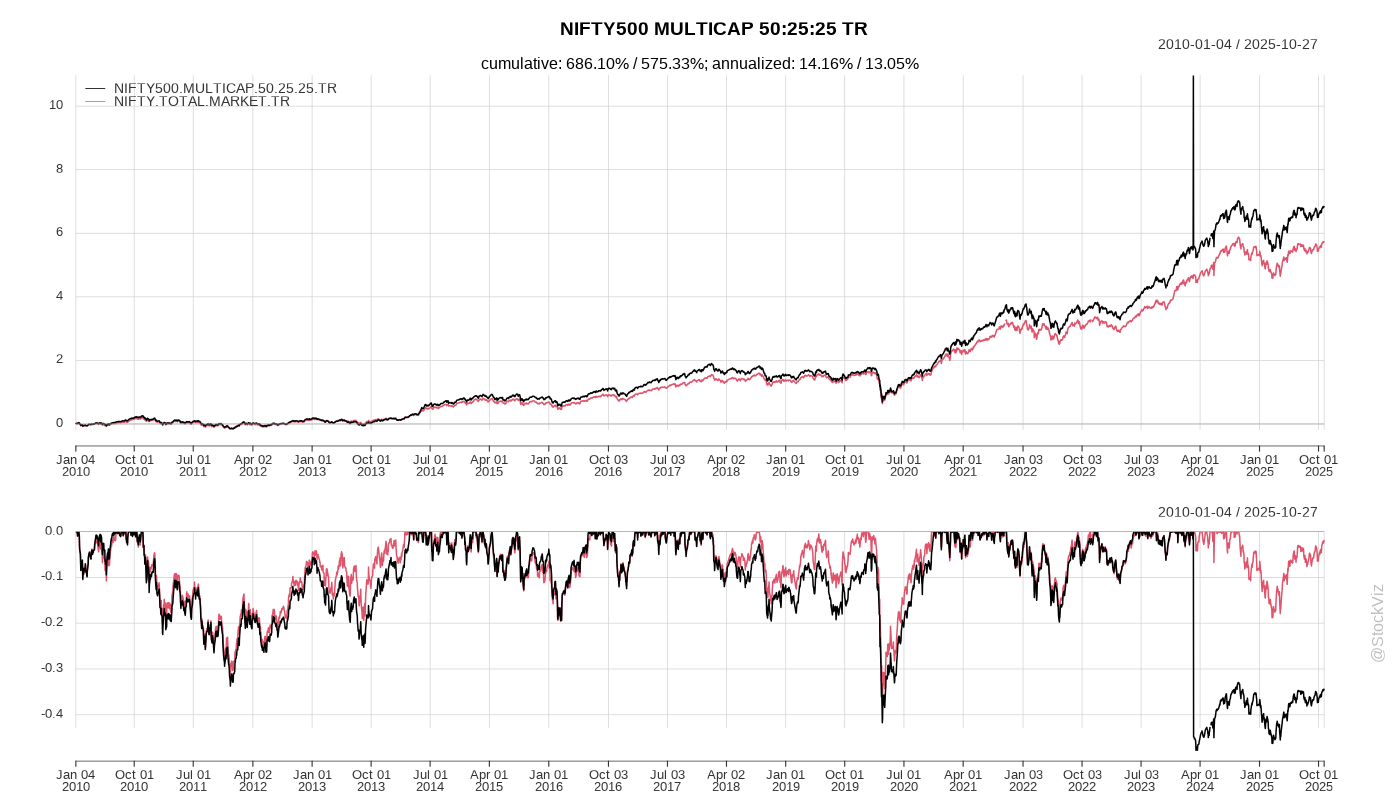 NIFTY500 MULTICAP 50:25:25 TR
2010-01-04 / 2025-10-27
cumulative: 686.10% / 575.33%; annualized: 14.16% / 13.05%
NIFTY500.MULTICAP.50.25.25.TR
NIFTY.TOTAL.MARKET.TR
10
8
6
4
2
0
Jan 04 Oct 01 Jul 01 Apr 02 Jan 01 Oct 01 Jul 01 Apr 01 Jan 01 Oct 03 Jul 03 Apr 02 Jan 01 Oct 01 Jul 01 Apr 01 Jan 03 Oct 03 Jul 03 Apr 01 Jan 01 Oct 01
2010 2010 2011 2012 2013 2013 2014 2015 2016 2016 2017 2018 2019 2019 2020 2021 2022 2022 2023 2024 2025 2025
2010-01-04 / 2025-10-27
0.0
-0.1
-0.2
-0.3
-0.4
Jan 04 Oct 01 Jul 01 Apr 02 Jan 01 Oct 01 Jul 01 Apr 01 Jan 01 Oct 03 Jul 03 Apr 02 Jan 01 Oct 01 Jul 01 Apr 01 Jan 03 Oct 03 Jul 03 Apr 01 Jan 01 Oct 01
2010 2010 2011 2012 2013 2013 2014 2015 2016 2016 2017 2018 2019 2019 2020 2021 2022 2022 2023 2024 2025 2025
@StockViz